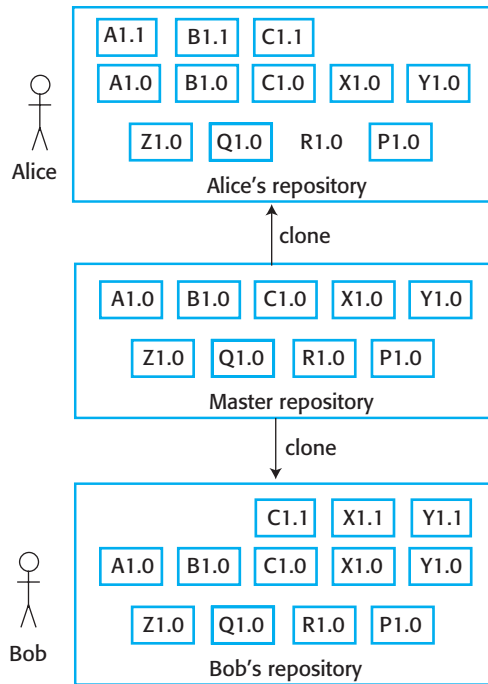 A1.1 B1.1 C1.1
A1.0 B1.0 C1.0 X1.0 Y1.0
Z1.0 Q1.0 R1.0 P1.0
Alice
Alice's repository
clone
A1.0 B1.0 C1.0 X1.0 Y1.0
Z1.0 Q1.0 R1.0 P1.0
Master repository
clone
C1.1 X1.1 Y1.1
A1.0 B1.0 C1.0 X1.0 Y1.0
Z1.0 Q1.0 R1.0 P1.0
Bob
Bob's repository